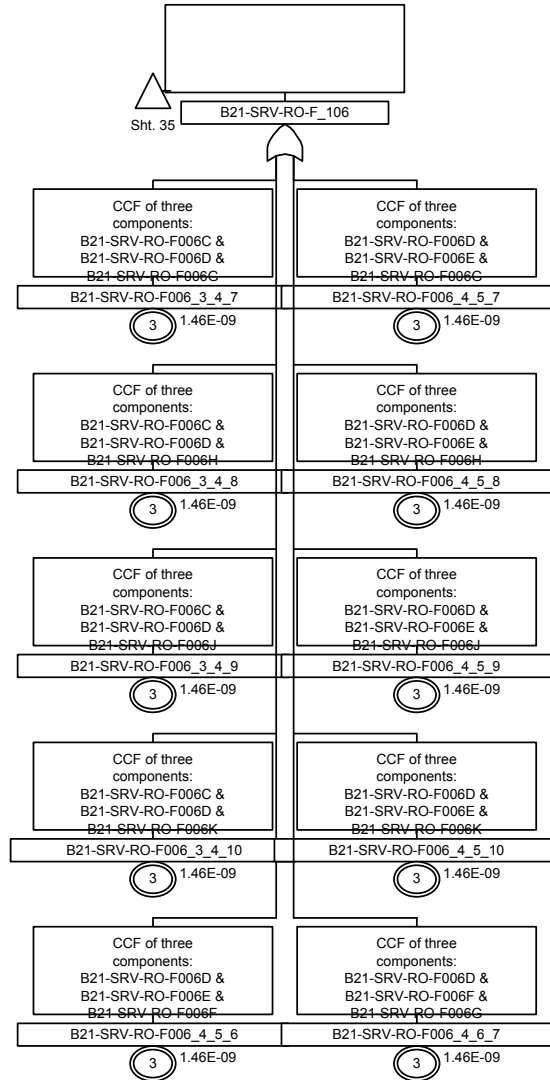 Sht. 35
B21-SRV-RO-F_106
CCF of three
components:
B21-SRV-RO-F006C &
B21-SRV-RO-F006D &
B21-SRV-RO-F006G
B21-SRV-RO-F006_3_4_7
3
1.46E-09
CCF of three
components:
B21-SRV-RO-F006D &
B21-SRV-RO-F006E &
B21-SRV-RO-F006G
B21-SRV-RO-F006_4_5_7
3
1.46E-09
CCF of three
components:
B21-SRV-RO-F006C &
B21-SRV-RO-F006D &
B21-SRV-RO-F006H
B21-SRV-RO-F006_3_4_8
3
1.46E-09
CCF of three
components:
B21-SRV-RO-F006D &
B21-SRV-RO-F006E &
B21-SRV-RO-F006H
B21-SRV-RO-F006_4_5_8
3
1.46E-09
CCF of three
components:
B21-SRV-RO-F006C &
B21-SRV-RO-F006D &
B21-SRV-RO-F006J
B21-SRV-RO-F006_3_4_9
3
1.46E-09
CCF of three
components:
B21-SRV-RO-F006D &
B21-SRV-RO-F006E &
B21-SRV-RO-F006J
B21-SRV-RO-F006_4_5_9
3
1.46E-09
CCF of three
components:
B21-SRV-RO-F006C &
B21-SRV-RO-F006D &
B21-SRV-RO-F006K
B21-SRV-RO-F006_3_4_10
3
1.46E-09
CCF of three
components:
B21-SRV-RO-F006D &
B21-SRV-RO-F006E &
B21-SRV-RO-F006K
B21-SRV-RO-F006_4_5_10
3
1.46E-09
CCF of three
components:
B21-SRV-RO-F006D &
B21-SRV-RO-F006E &
B21-SRV-RO-F006F
B21-SRV-RO-F006_4_5_6
3
1.46E-09
CCF of three
components:
B21-SRV-RO-F006D &
B21-SRV-RO-F006F &
B21-SRV-RO-F006G
B21-SRV-RO-F006_4_6_7
3
1.46E-09